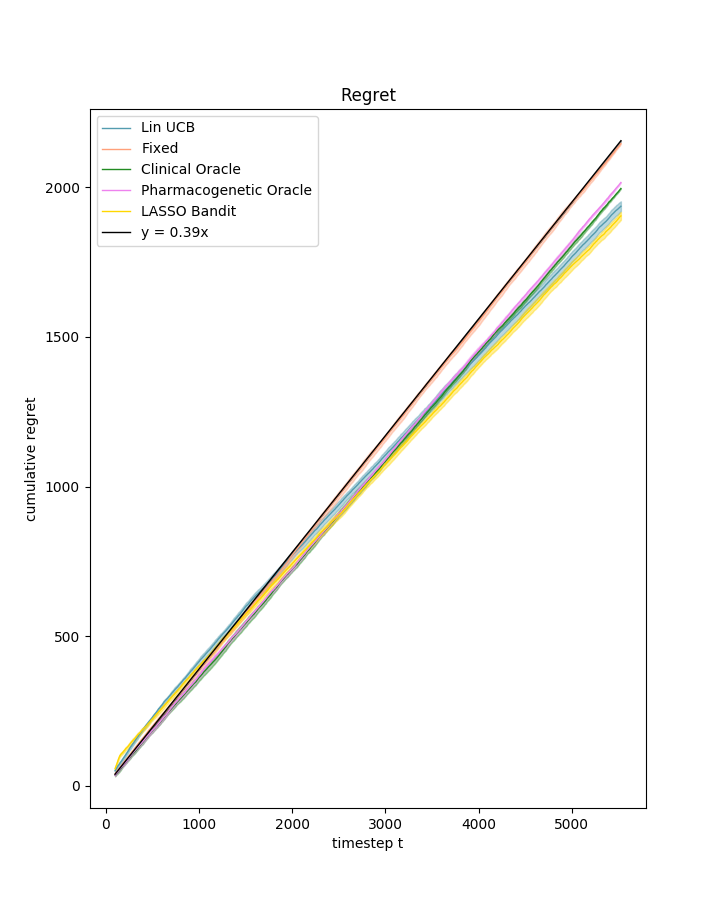 Regret
Lin UCB
Fixed
Clinical Oracle
Pharmacogenetic Oracle
LASSO Bandit
y = 0.39x
2000
1500
1000
500
0
cumulative regret
0 1000 2000 3000 4000 5000
timestep t